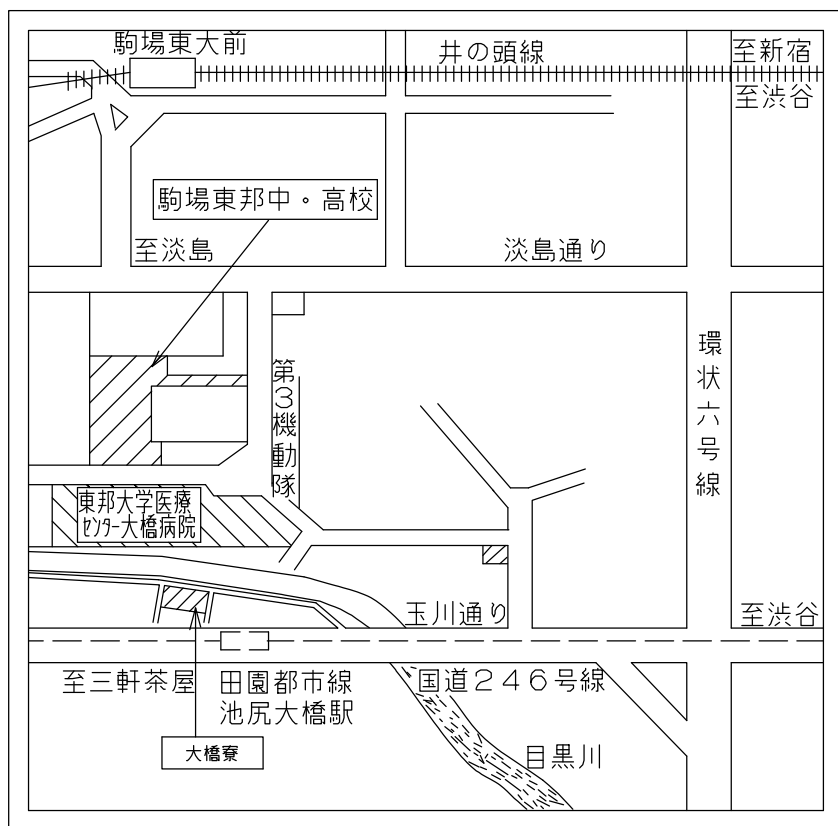 駒場東大前
井の頭線
至新宿
至渋谷
駒場東邦中・高校
至淡島
淡島通り
環状六号線
第3機動隊
東邦大学医療
センター大橋病院
玉川通り
至渋谷
至三軒茶屋
田園都市線
池尻大橋駅
国道246号線
大橋寮
目黒川